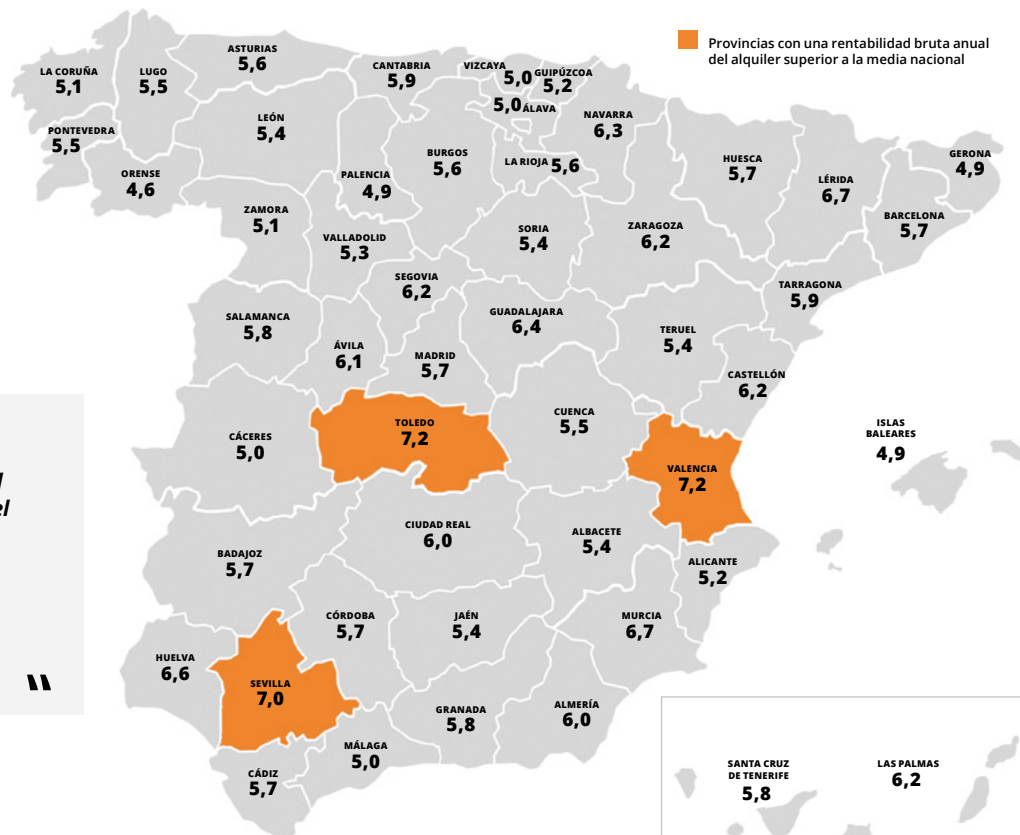 Provincias con una rentabilidad bruta anual
del alquiler superior a la media nacional
LA CORUÑA
5,1
LUGO
5,5
ASTURIAS
5,6
CANTABRIA
5,9
VIZCAYA
5,0
GUIPÚZCOA
5,2
5,0 ÁLAVA
NAVARRA
6,3
PONTEVEDRA
5,5
ORENSE
4,6
LEÓN
5,4
PALENCIA
4,9
BURGOS
5,6
LA RIOJA 5,6
HUESCA
5,7
LÉRIDA
6,7
GERONA
4,9
BARCELONA
5,7
ZAMORA
5,1
VALLADOLID
5,3
SORIA
5,4
ZARAGOZA
6,2
TARRAGONA
5,9
SEGOVIA
6,2
SALAMANCA
5,8
ÁVILA
6,1
MADRID
5,7
GUADALAJARA
6,4
TERUEL
5,4
CASTELLÓN
6,2
CÁCERES
5,0
TOLEDO
7,2
CUENCA
5,5
VALENCIA
7,2
ISLAS
BALEARES
4,9
el
BADAJOZ
5,7
CIUDAD REAL
6,0
ALBACETE
5,4
ALICANTE
5,2
HUELVA
6,6
SEVILLA
7,0
CÓRDOBA
5,7
JAÉN
5,4
MURCIA
6,7
CÁDIZ
5,7
MÁLAGA
5,0
GRANADA
5,8
ALMERÍA
6,0
SANTA CRUZ
DE TENERIFE
5,8
LAS PALMAS
6,2